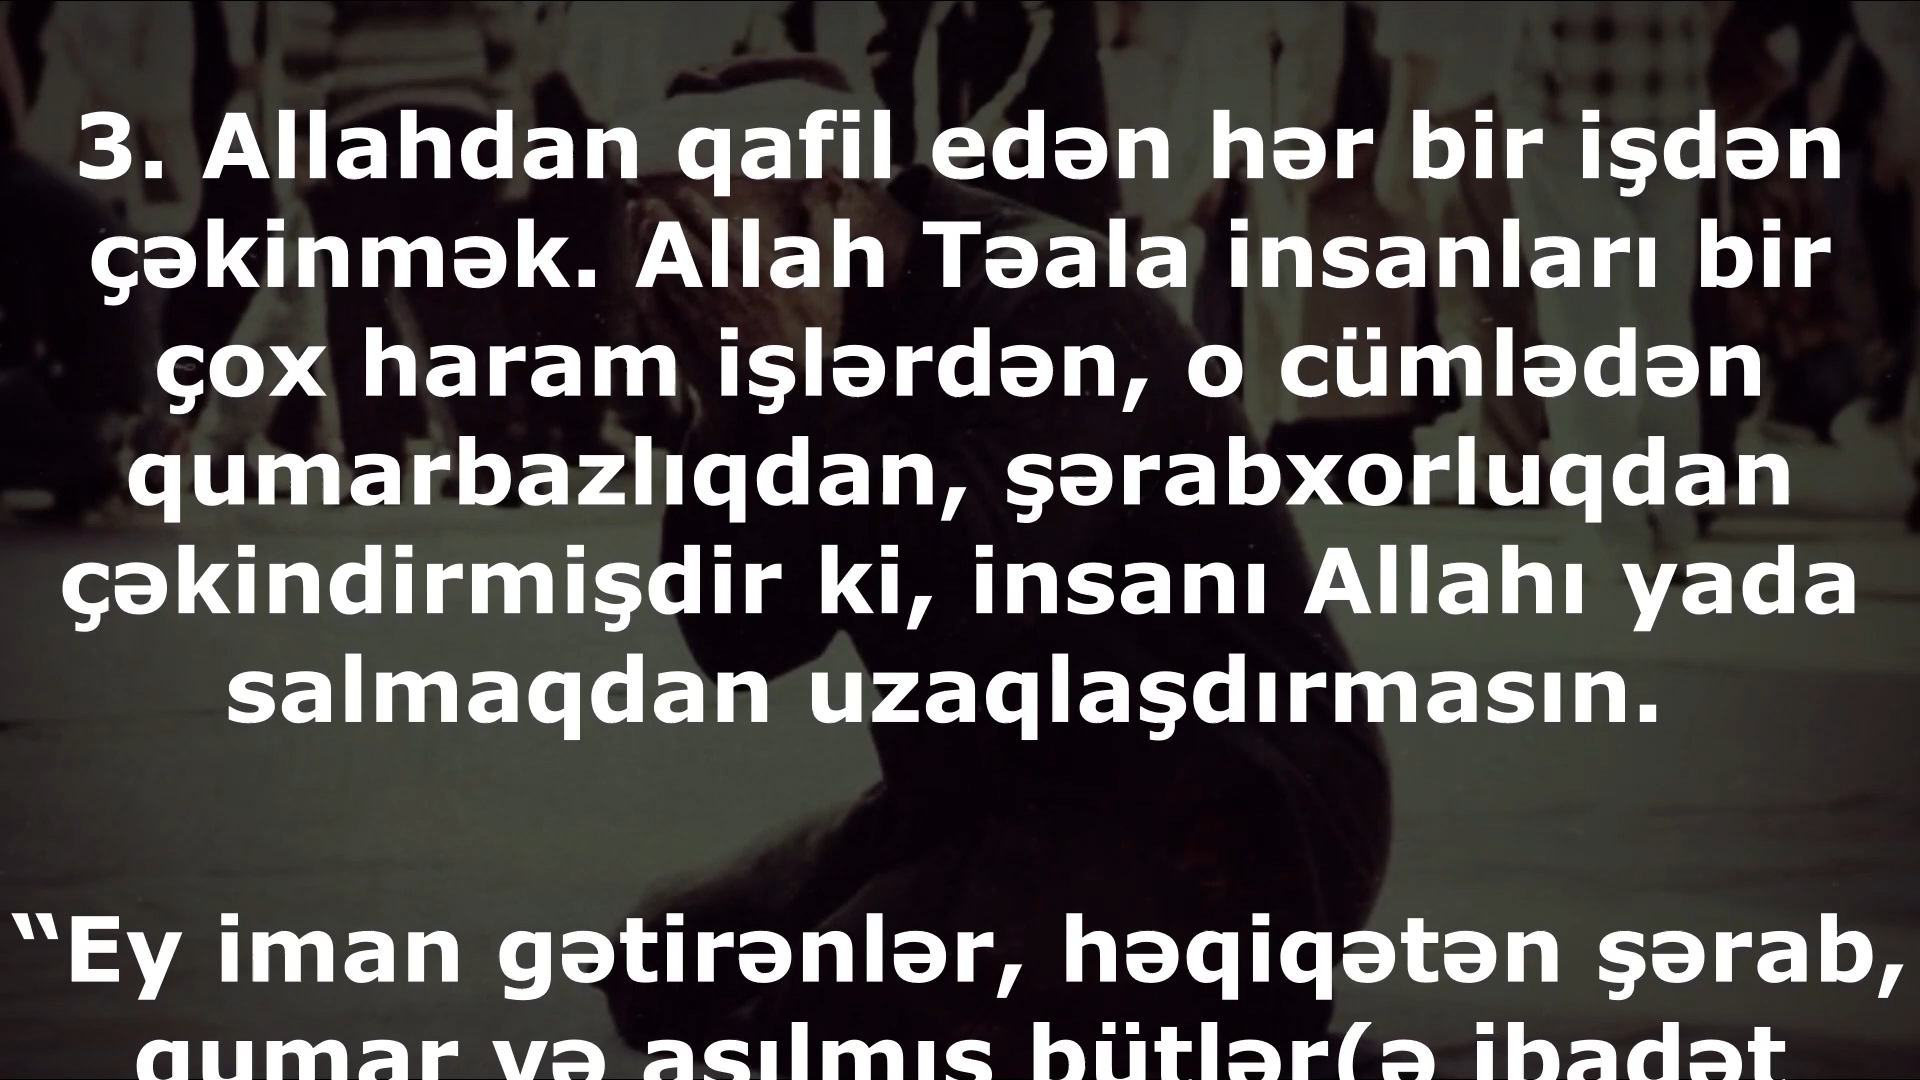 3. Allahdan qafil edən hər bir işdən
çəkinmək. Allah Təala insanları bir
çox haram işlərdən, o cümlədən
qumarbazlıqdan, şərabxorluqdan
çəkindirmişdir ki, insanı Allahı yada
salmaqdan uzaqlaşdırmasın.
“Ey iman gətirənlər, həqiqətən şərab,
qumar və asılmış bütlər(ə ibadət